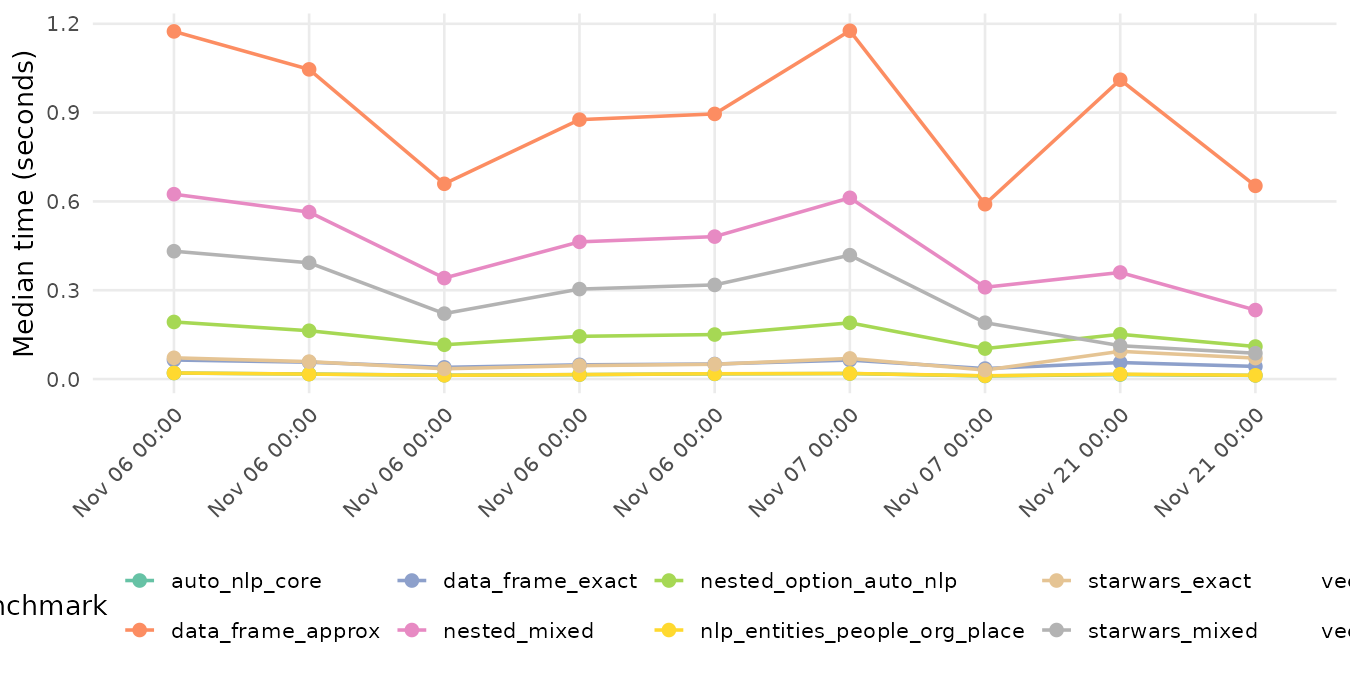 1.2
0.9
0.6
0.3
0.0
Median time (seconds)
Nov 06 00:00
Nov 06 00:00
Nov 06 00:00
Nov 06 00:00
Nov 06 00:00
Nov 07 00:00
Nov 07 00:00
Nov 21 00:00
Nov 21 00:00
nchmark
auto_nlp_core
data_frame_approx
data_frame_exact
nested_mixed
nested_option_auto_nlp
nlp_entities_people_org_place
starwars_exact
starwars_mixed